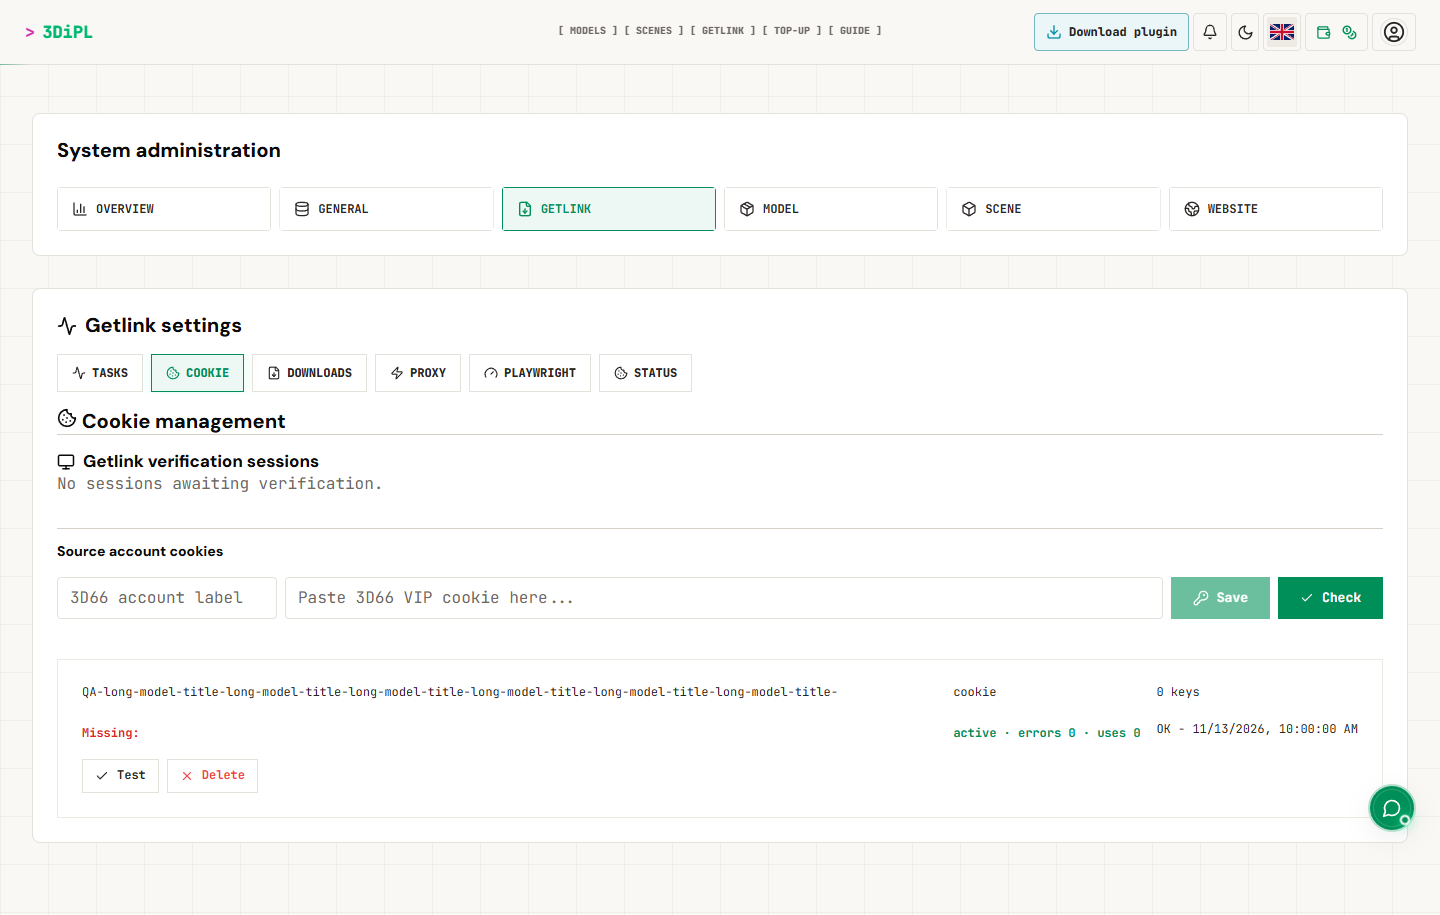 > 3DiPL
[ MODELS ] [ SCENES ] [ GETLINK ] [ TOP-UP ] [ GUIDE ]
Download plugin
System administration
OVERVIEW
GENERAL
GETLINK
MODEL
SCENE
WEBSITE
Getlink settings
TASKS
COOKIE
DOWNLOADS
PROXY
PLAYWRIGHT
STATUS
Cookie management
Getlink verification sessions
No sessions awaiting verification.
Source account cookies
3D66 account label
Paste 3D66 VIP cookie here...
Save
Check
QA-long-model-title-long-model-title-long-model-title-long-model-title-long-model-title-long-model-title-
cookie
0 keys
Missing:
active · errors 0 · uses 0
OK - 11/13/2026, 10:00:00 AM
Test
Delete